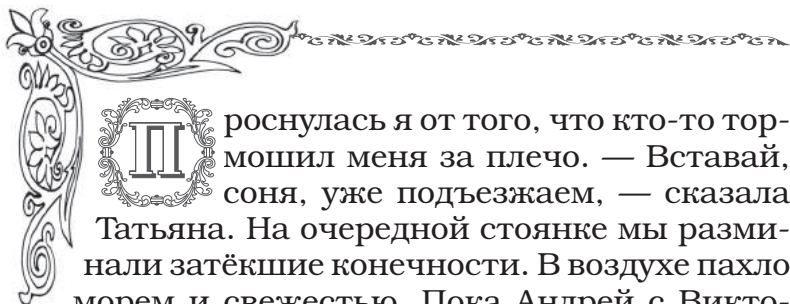 Проснулась я от того, что кто-то тор-
мошил меня за плечо. — Вставай,
соня, уже подъезжаем, — сказала
Татьяна. На очередной стоянке мы разми-
нали затёкшие конечности. В воздухе пахло
морем и свежестью. Пока Андрей с Викто-